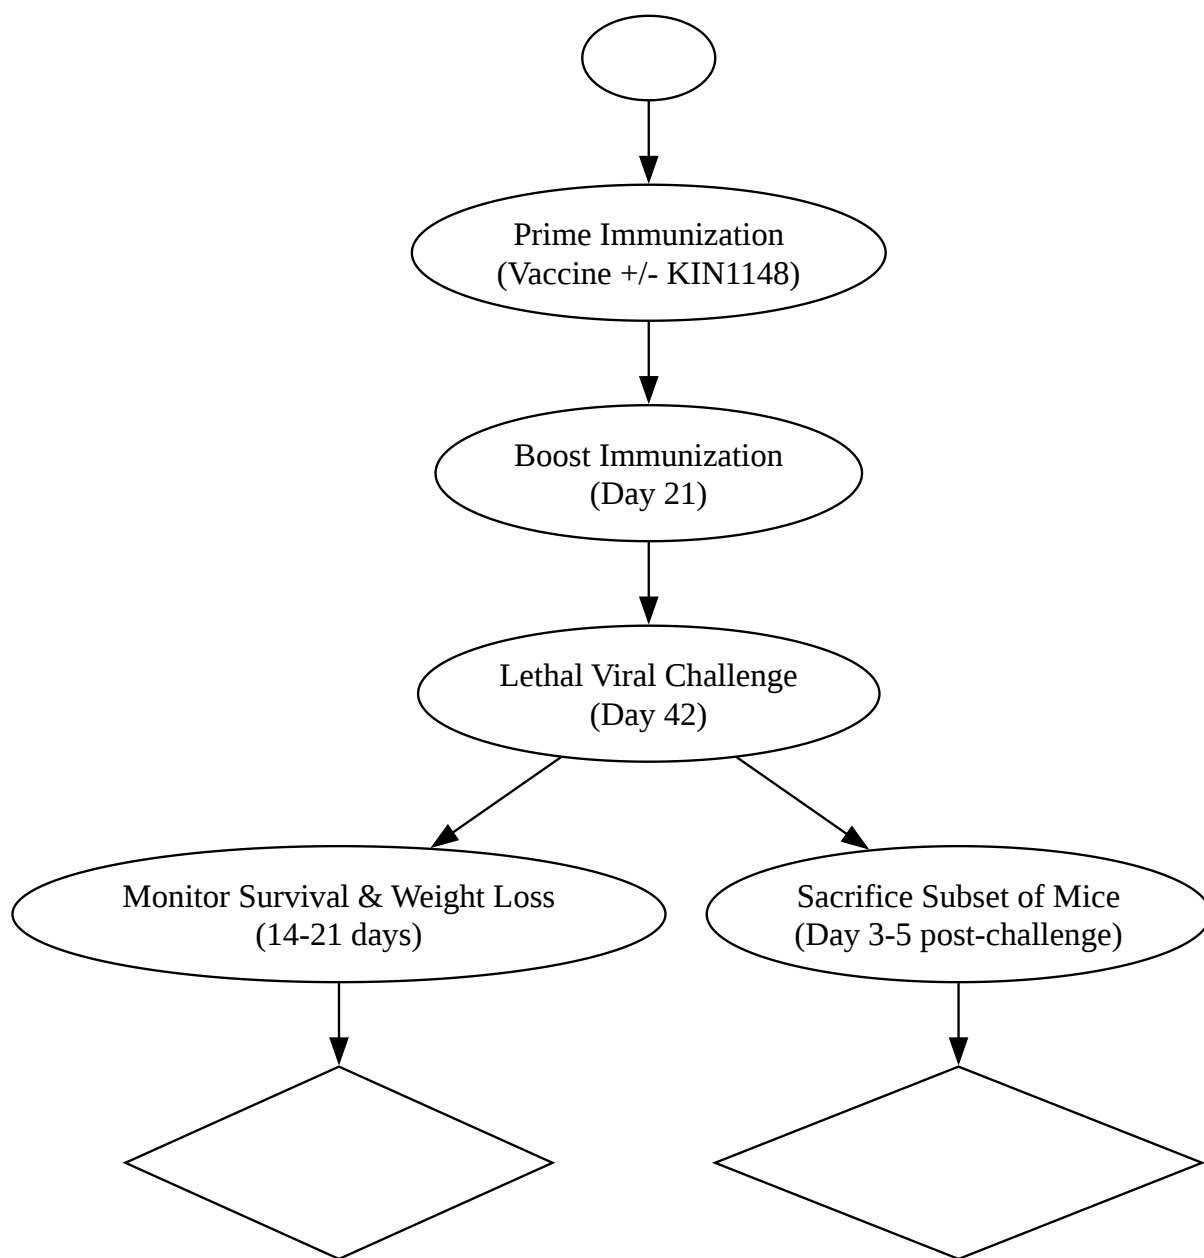 Prime Immunization
(Vaccine +/- KIN1148)
Boost Immunization
(Day 21)
Lethal Viral Challenge
(Day 42)
Monitor Survival & Weight Loss
(14-21 days)
Sacrifice Subset of Mice
(Day 3-5 post-challenge)